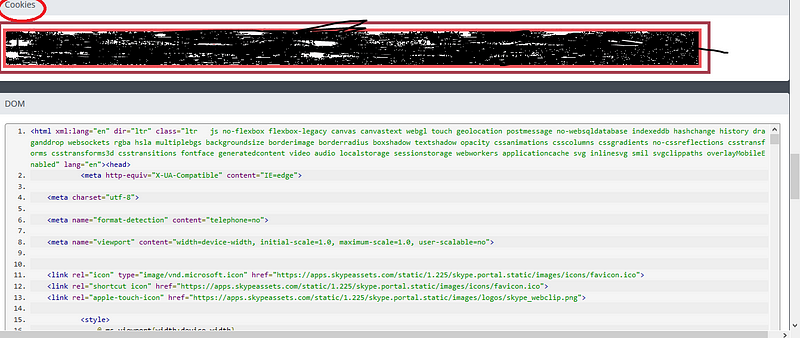 Cookies
DOM
1. <html xml:lang="en" dir="ltr" class="ltr   js no-flexbox flexbox-legacy canvas canvastext webgl touch geolocation postmessage no-websqldatabase indexeddb hashchange history dra
ganddrop websockets rgba hsla multiplebgs backgroundsize borderimage borderradius boxshadow textshadow opacity cssanimations csscolumns cssgradients no-cssreflections csstransf
orms csstransforms3d csstransitions fontface generatedcontent video audio localstorage sessionstorage webworkers applicationcache svg inlinesvg smil svgclippaths overlayMobileE
nabled" lang="en"><head>
2. <meta http-equiv="X-UA-Compatible" content="IE=edge">
3.
4. <meta charset="utf-8">
5.
6. <meta name="format-detection" content="telephone=no">
7.
8. <meta name="viewport" content="width=device-width, initial-scale=1.0, maximum-scale=1.0, user-scalable=no">
9.
10.
11. <link rel="icon" type="image/vnd.microsoft.icon" href="https://apps.skypeassets.com/static/1.225/skype.portal.static/images/icons/favicon.ico">
12. <link rel="shortcut icon" href="https://apps.skypeassets.com/static/1.225/skype.portal.static/images/icons/favicon.ico">
13. <link rel="apple-touch-icon" href="https://apps.skypeassets.com/static/1.225/skype.portal.static/images/logos/skype_webclip.png">
14.
15. <style>